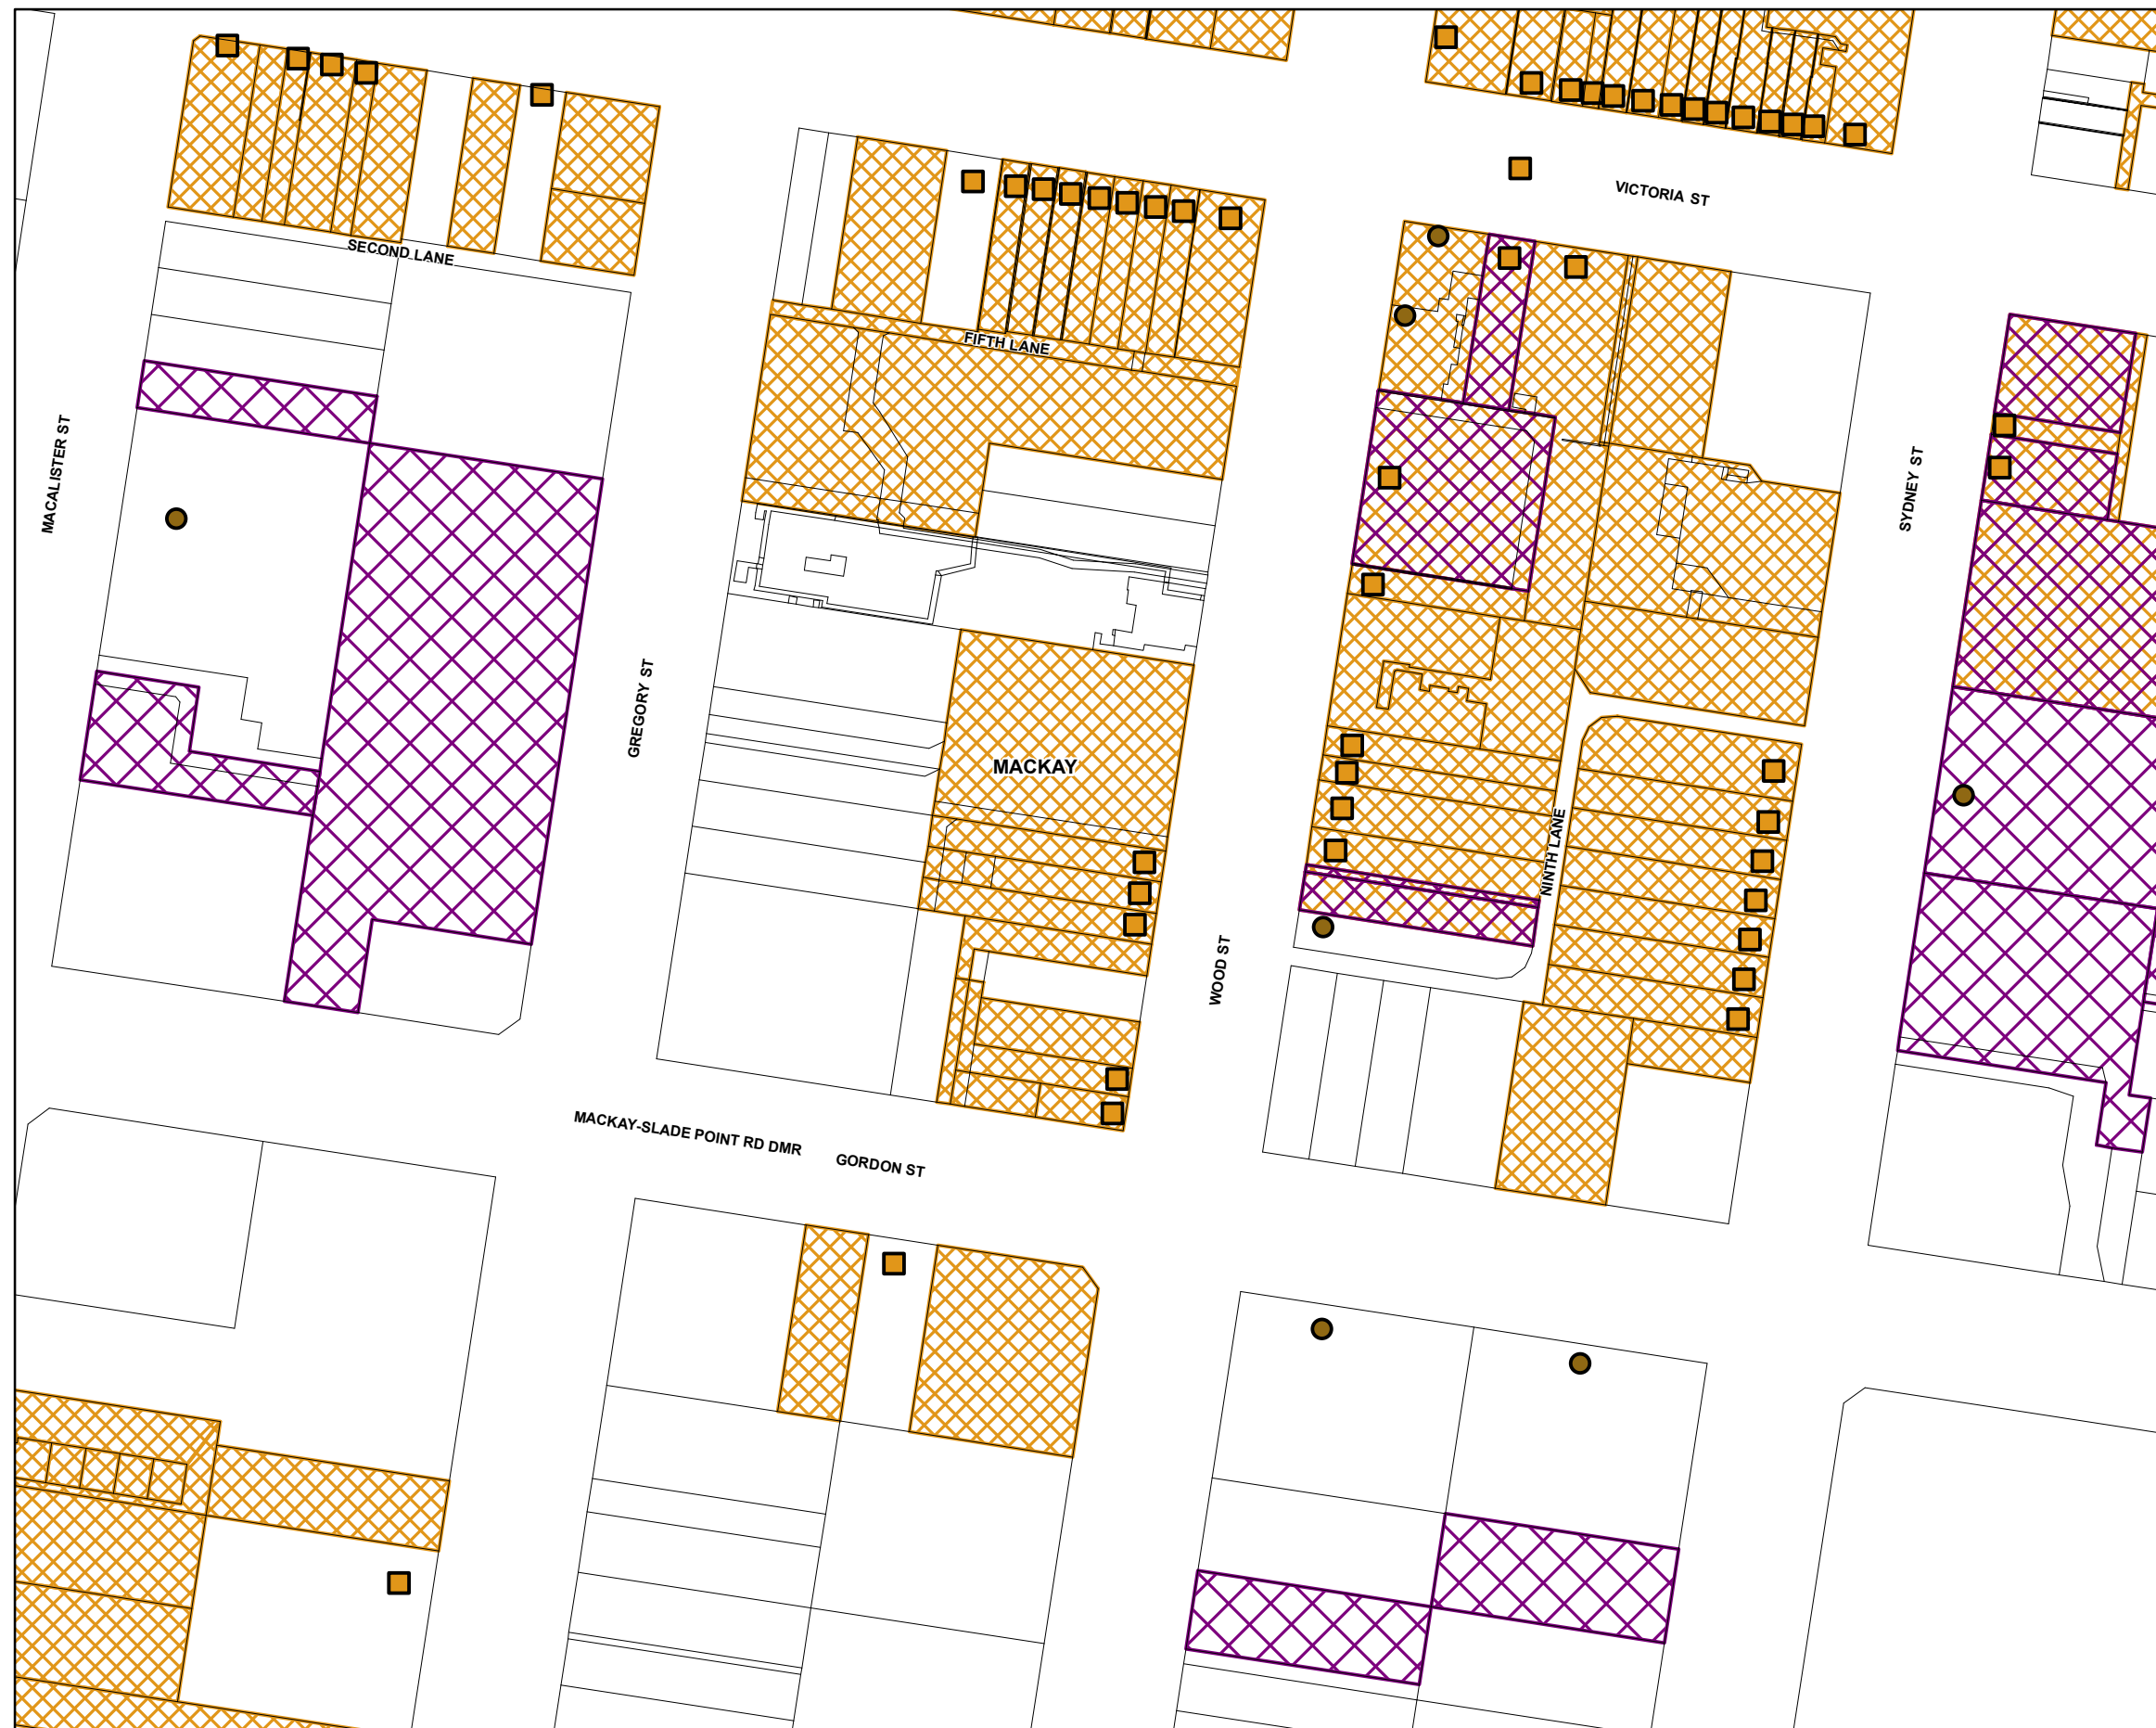 VICTORIA ST
SECOND LANE
FIFTH LANE
MACALISTER ST
SYDNEY ST
GREGORY ST
MACKAY
NINTH LANE
WOOD ST
MACKAY-SLADE POINT RD DMR
GORDON ST